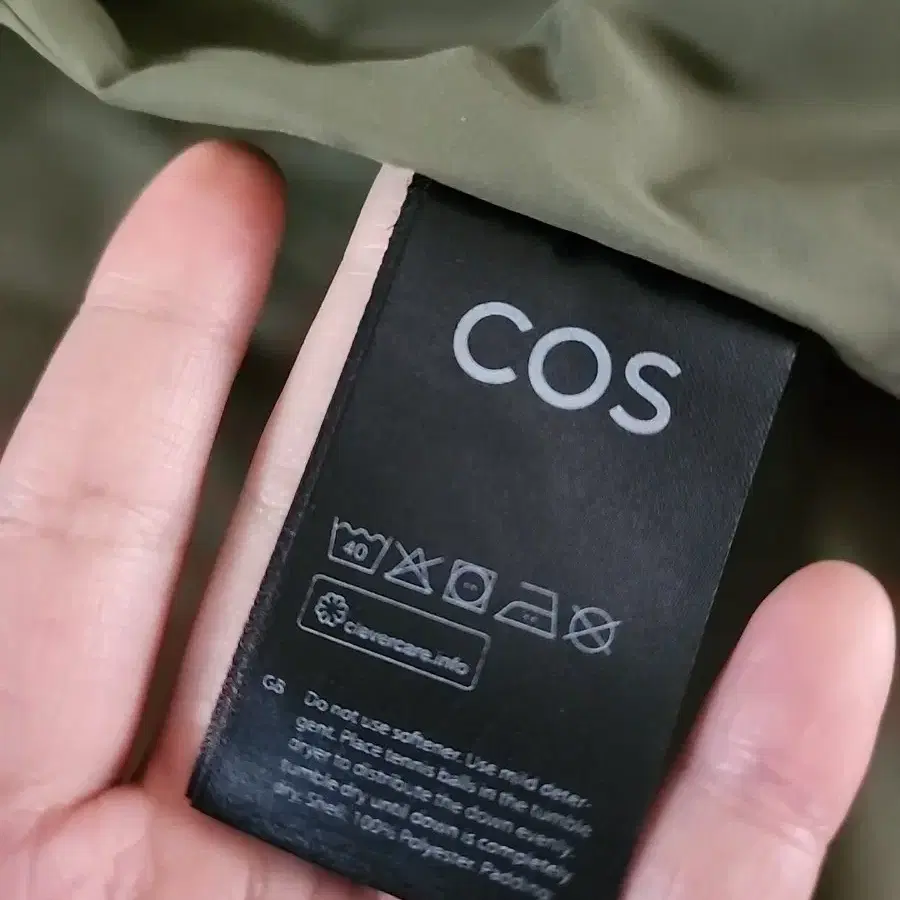 COS
40
clevercare.info
GB Do not use softener. Use mild deter-
gent. Place tennis balls in the tumble
dryer to distribute the down evenly,
tumble dry until down is completely
dry. Shell: 100% Polyester. Padding